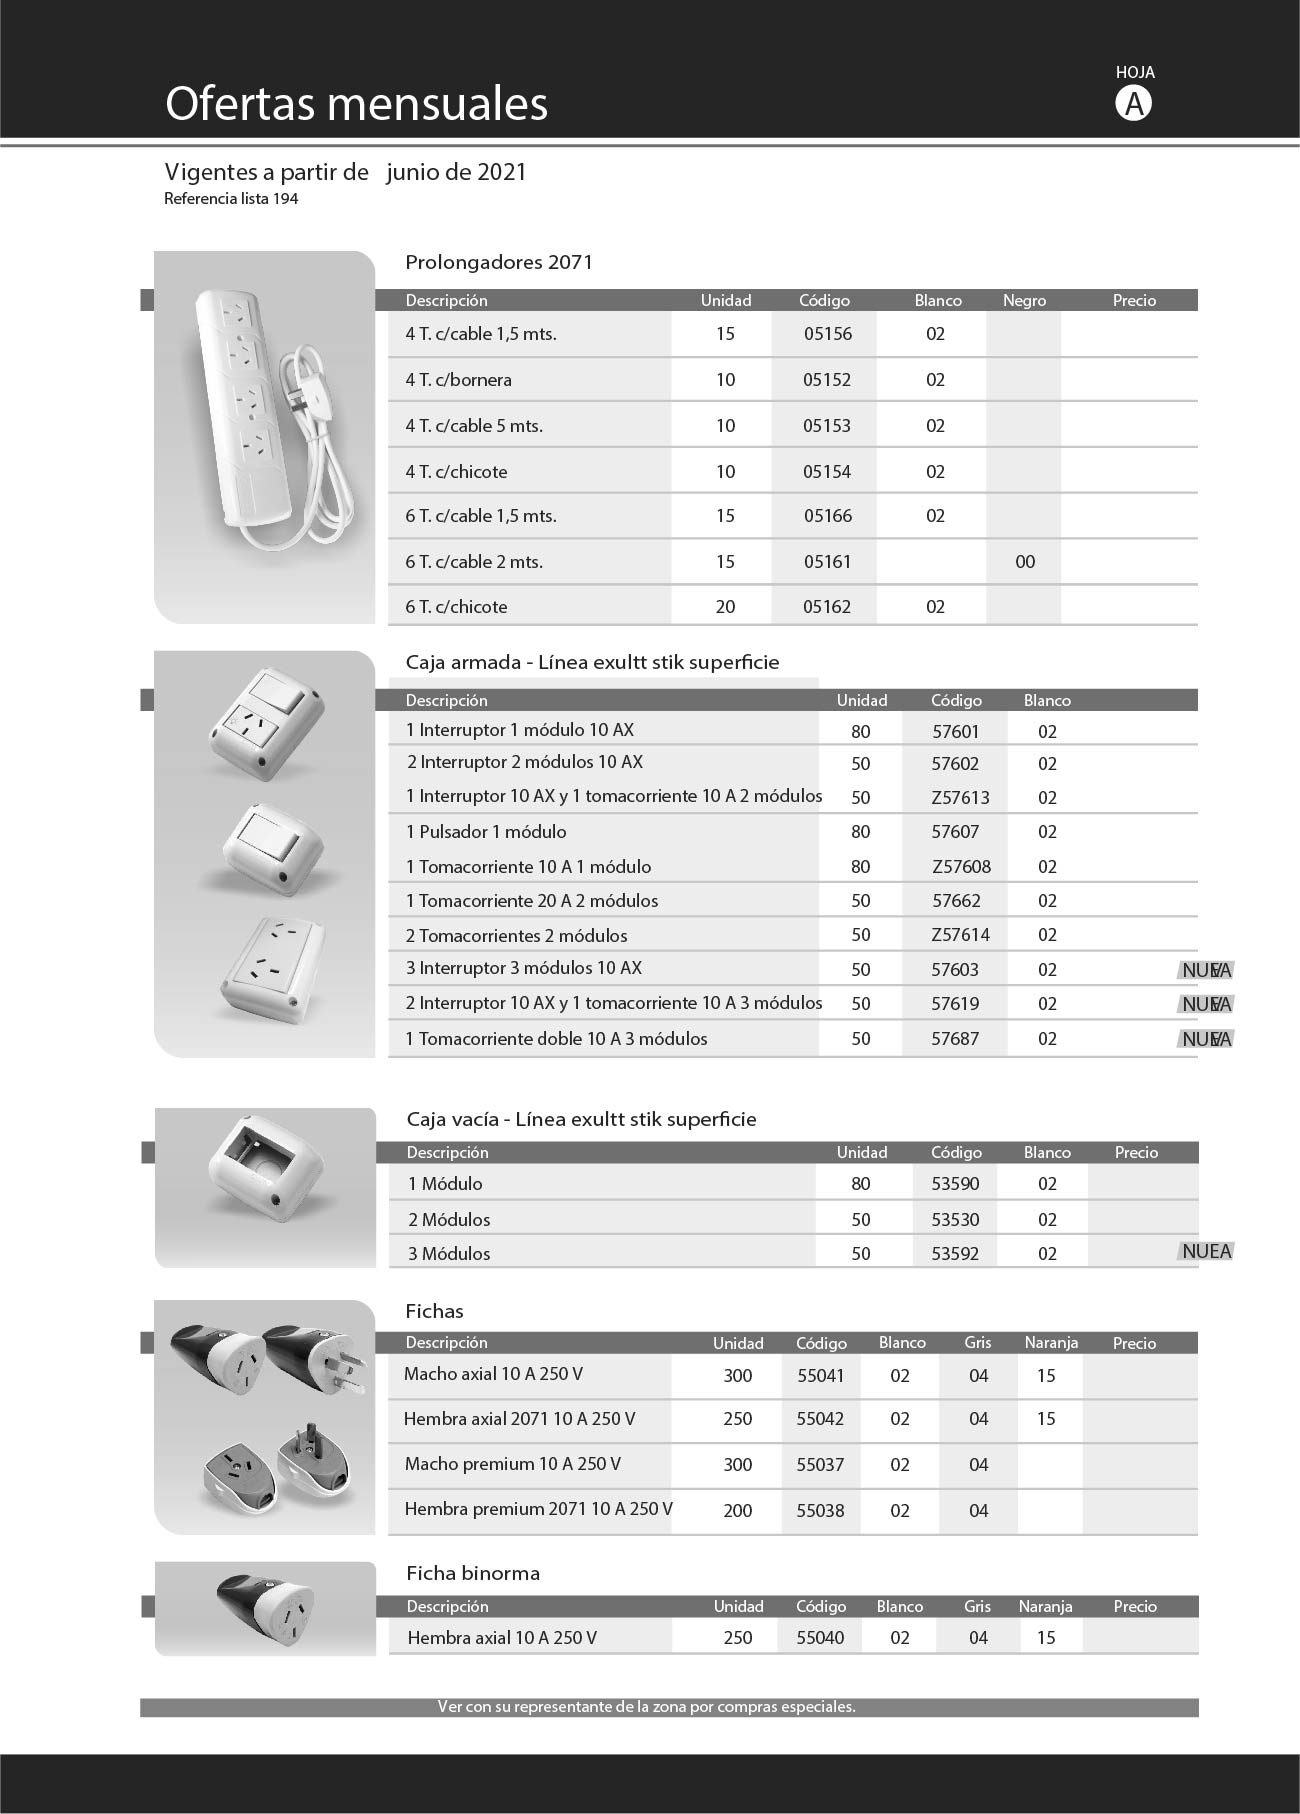 HOJA
A
Ofertas mensuales
Vigentes a partir de junio de 2021
Referencia lista 194
Prolongadores 2071
Descripción Unidad Código Blanco Negro Precio
4 T. c/cable 1,5 mts. 15 05156 02
4 T. c/bornera 10 05152 02
4 T. c/cable 5 mts. 10 05153 02
4 T. c/chicote 10 05154 02
6 T. c/cable 1,5 mts. 15 05166 02
6 T. c/cable 2 mts. 15 05161 00
6 T. c/chicote 20 05162 02
Caja armada - Línea exultt stik superficie
Descripción Unidad Código Blanco
1 Interruptor 1 módulo 10 AX 80 57601 02
2 Interruptor 2 módulos 10 AX 50 57602 02
1 Interruptor 10 AX y 1 tomacorriente 10 A 2 módulos 50 Z57613 02
1 Pulsador 1 módulo 80 57607 02
1 Tomacorriente 10 A 1 módulo 80 Z57608 02
1 Tomacorriente 20 A 2 módulos 50 57662 02
2 Tomacorrientes 2 módulos 50 Z57614 02
3 Interruptor 3 módulos 10 AX 50 57603 02 NUEVA
2 Interruptor 10 AX y 1 tomacorriente 10 A 3 módulos 50 57619 02 NUEVA
1 Tomacorriente doble 10 A 3 módulos 50 57687 02 NUEVA
Caja vacía - Línea exultt stik superficie
Descripción Unidad Código Blanco Precio
1 Módulo 80 53590 02
2 Módulos 50 53530 02
3 Módulos 50 53592 02 NUEA
Fichas
Descripción Unidad Código Blanco Gris Naranja Precio
Macho axial 10 A 250 V 300 55041 02 04 15
Hembra axial 2071 10 A 250 V 250 55042 02 04 15
Macho premium 10 A 250 V 300 55037 02 04
Hembra premium 2071 10 A 250 V 200 55038 02 04
Ficha binorma
Descripción Unidad Código Blanco Gris Naranja Precio
Hembra axial 10 A 250 V 250 55040 02 04 15
Ver con su representante de la zona por compras especiales.